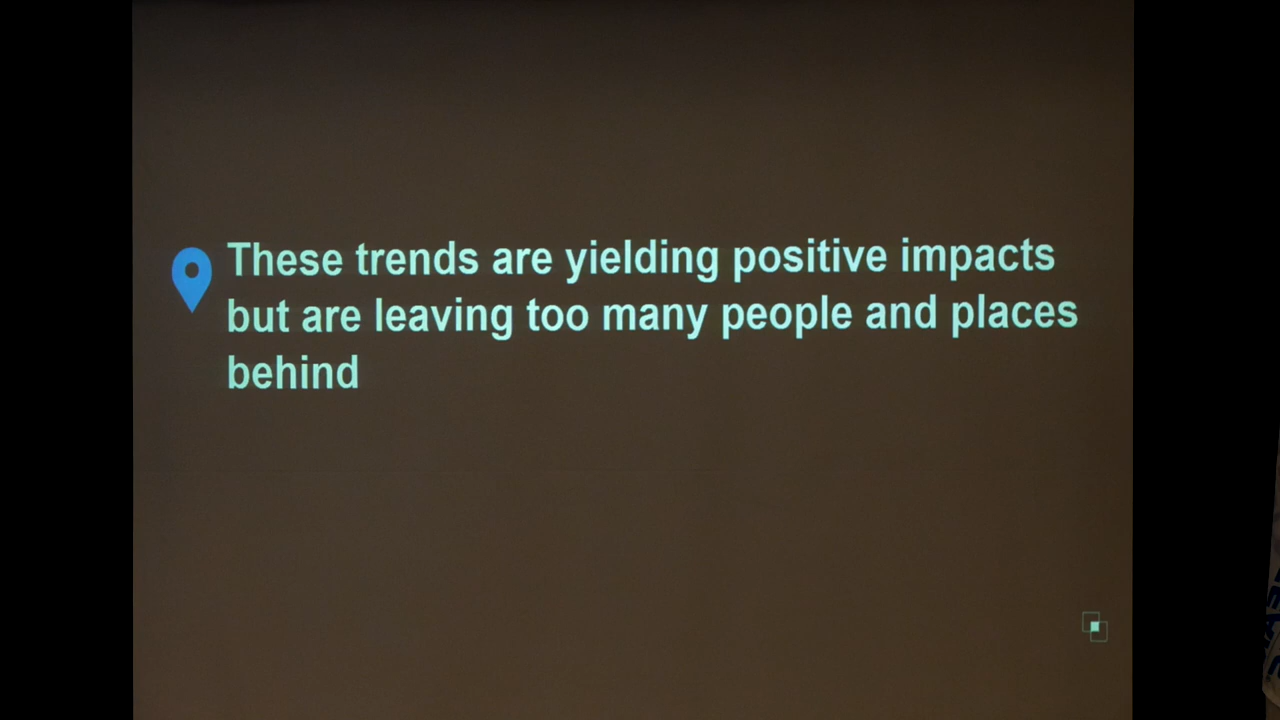 These trends are yielding positive impacts
but are leaving too many people and places
behind